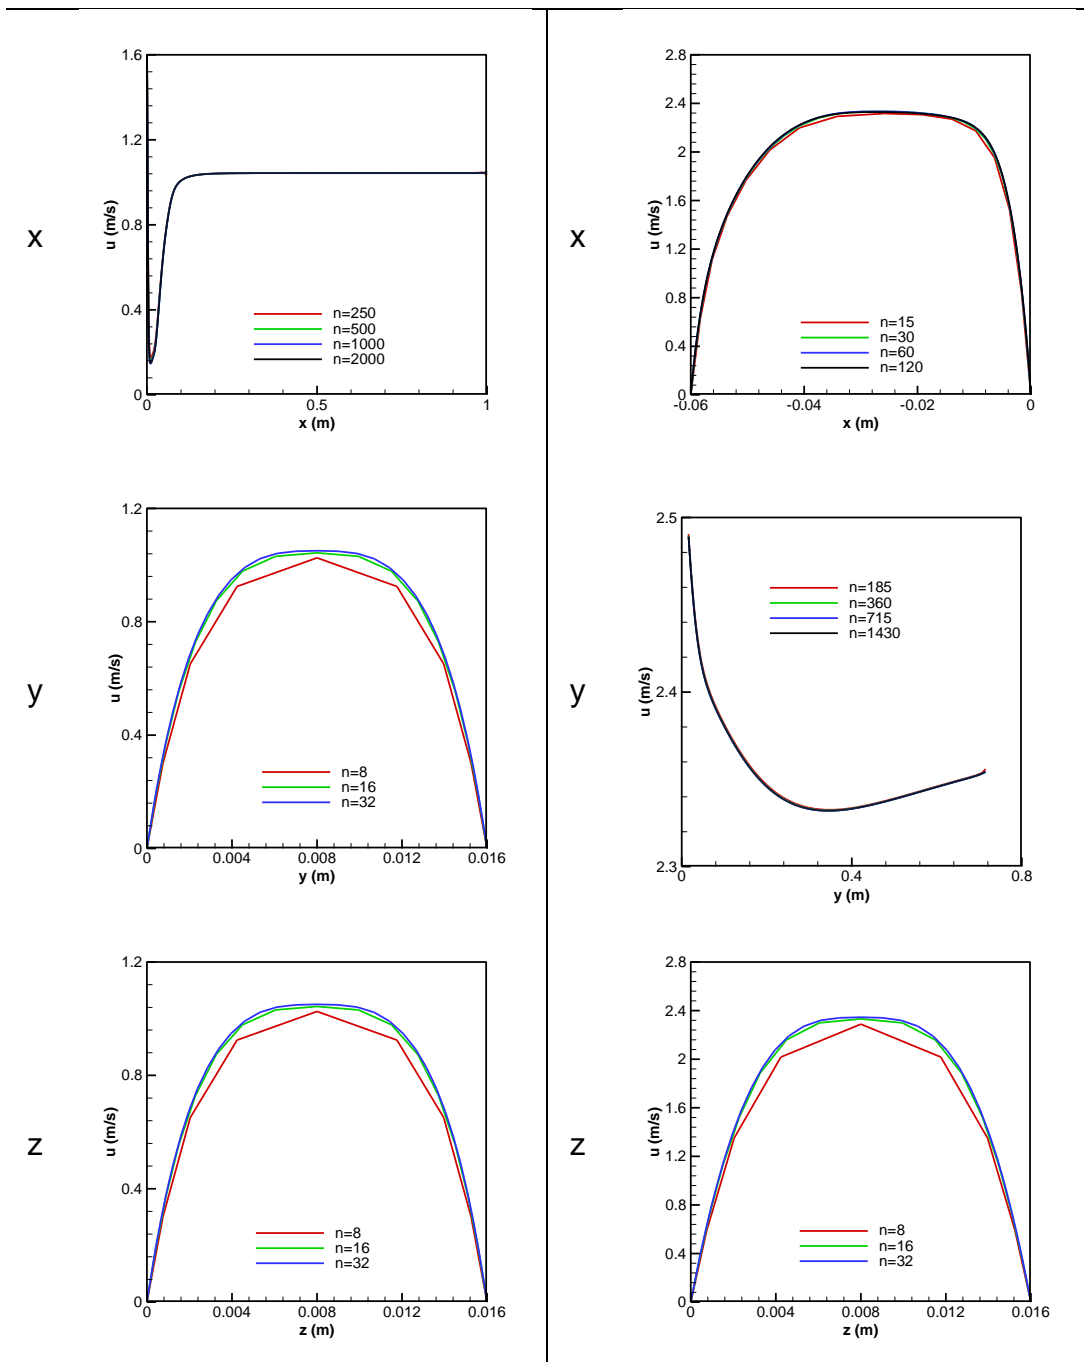 x
1.6
1.2
0.8
0.4
0
u (m/s)
n=250
n=500
n=1000
n=2000
0 0.5 1
x (m)
x
2.8
2.4
2
1.6
1.2
0.8
0.4
0
u (m/s)
n=15
n=30
n=60
n=120
-0.06 -0.04 -0.02 0
x (m)
y
1.2
0.8
0.4
0
u (m/s)
n=8
n=16
n=32
0 0.004 0.008 0.012 0.016
y (m)
y
2.5
2.4
2.3
u (m/s)
n=185
n=360
n=715
n=1430
0 0.4 0.8
y (m)
z
1.2
0.8
0.4
0
u (m/s)
n=8
n=16
n=32
0 0.004 0.008 0.012 0.016
z (m)
z
2.8
2.4
2
1.6
1.2
0.8
0.4
0
u (m/s)
n=8
n=16
n=32
0 0.004 0.008 0.012 0.016
z (m)